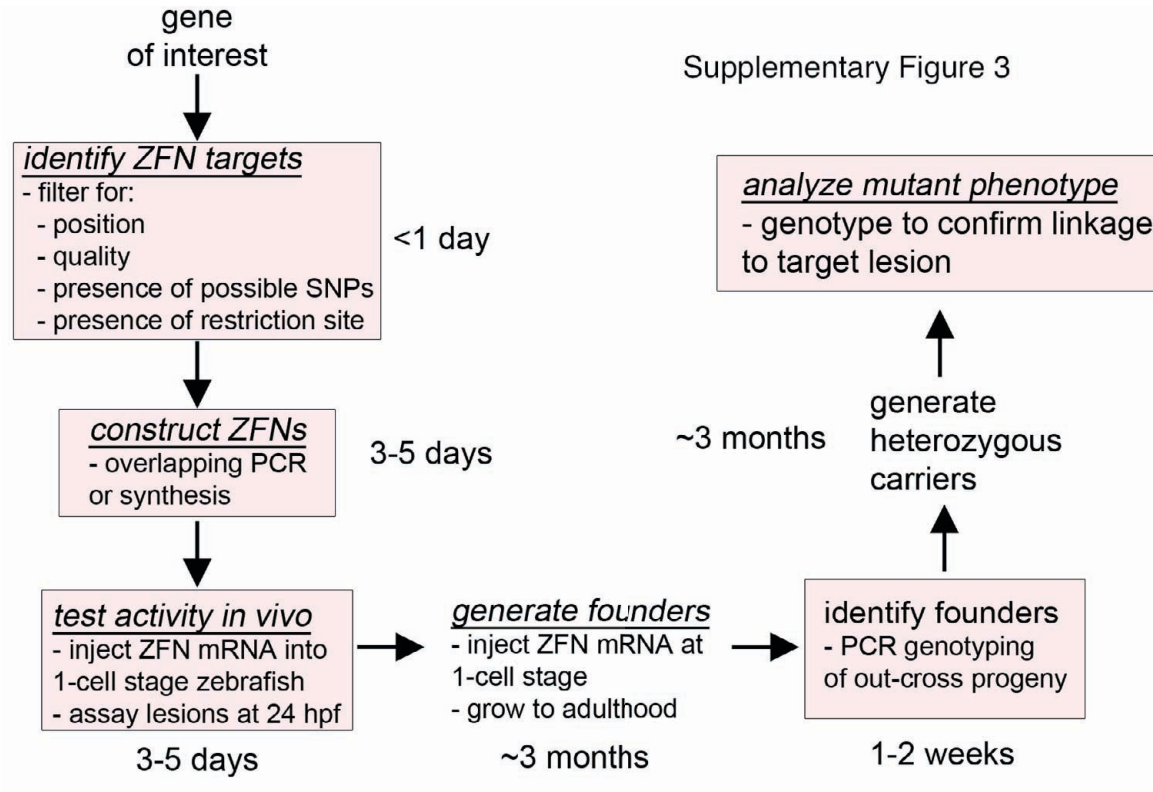 gene
of interest
Supplementary Figure 3
identify ZFN targets
- filter for:
- position
- quality
- presence of possible SNPs
- presence of restriction site
<1 day
construct ZFNs
- overlapping PCR
or synthesis
3-5 days
test activity in vivo
- inject ZFN mRNA into
1-cell stage zebrafish
- assay lesions at 24 hpf
3-5 days
generate founders
- inject ZFN mRNA at
1-cell stage
- grow to adulthood
~3 months
identify founders
- PCR genotyping
of out-cross progeny
1-2 weeks
generate
heterozygous
carriers
~3 months
analyze mutant phenotype
- genotype to confirm linkage
to target lesion